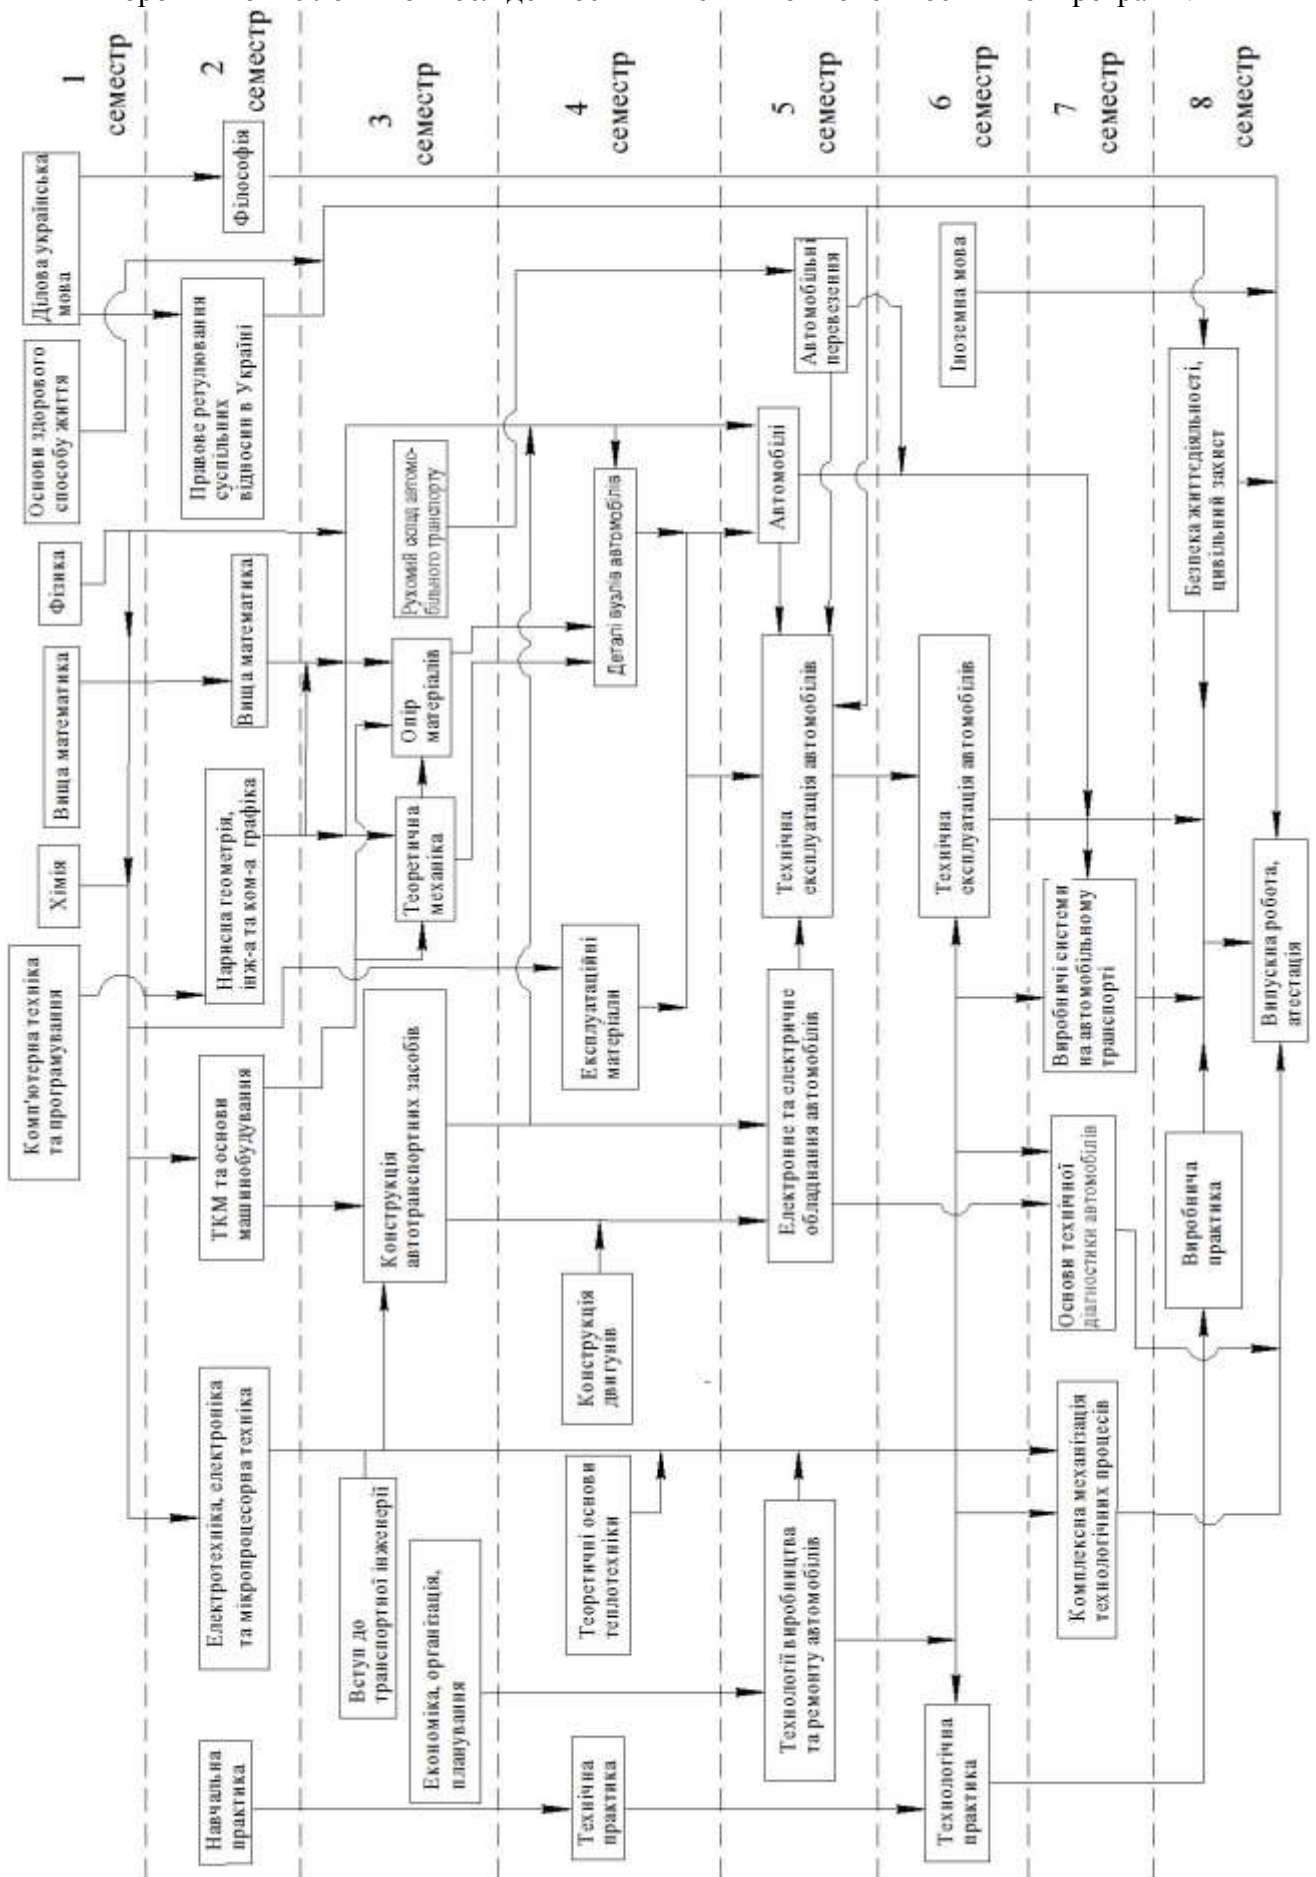 1
семестр
Ділова українська
мова
Основи здорового
способу життя
Фізика
Вища математика
Хімія
Комп'ютерна техніка
та програмування
2
семестр
Філософія
Правове регулювання
суспільних
відносин в Україні
Вища математика
Нарисна геометрія,
інж-а та ком-а графіка
ТКМ та основи
машинобудування
Електротехніка, електроніка
та мікропроцесорна техніка
Навчальна
практика
3
семестр
Рухомий склад автомо-
більного транспорту
Опір
матеріалів
Теоретична
механіка
Конструкція
автотранспортних засобів
Вступ до
транспортної інженерії
Економіка, організація,
планування
4
семестр
Деталі вузлів автомобілів
Експлуатаційні
матеріали
Конструкція
двигунів
Теоретичні основи
теплотехніки
Технічна
практика
5
семестр
Автомобільні
перевезення
Автомобілі
Технічна
експлуатація автомобілів
Електронне та електричне
обладнання автомобілів
Технології виробництва
та ремонту автомобілів
6
семестр
Іноземна мова
Технічна
експлуатація автомобілів
Технологічна
практика
7
семестр
Виробничі системи
на автомобільному
транспорті
Основи технічної
діагностики автомобілів
Комплексна механізація
технологічних процесів
8
семестр
Безпека життєдіяльності,
цивільний захист
Випускна робота,
атестація
Виробнича
практика